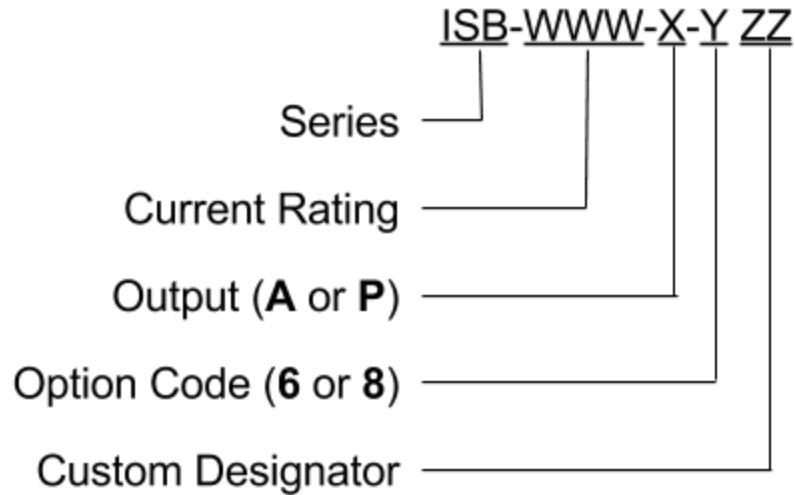 ISB-WWW-X-Y ZZ
Series
Current Rating
Output (A or P)
Option Code (6 or 8)
Custom Designator